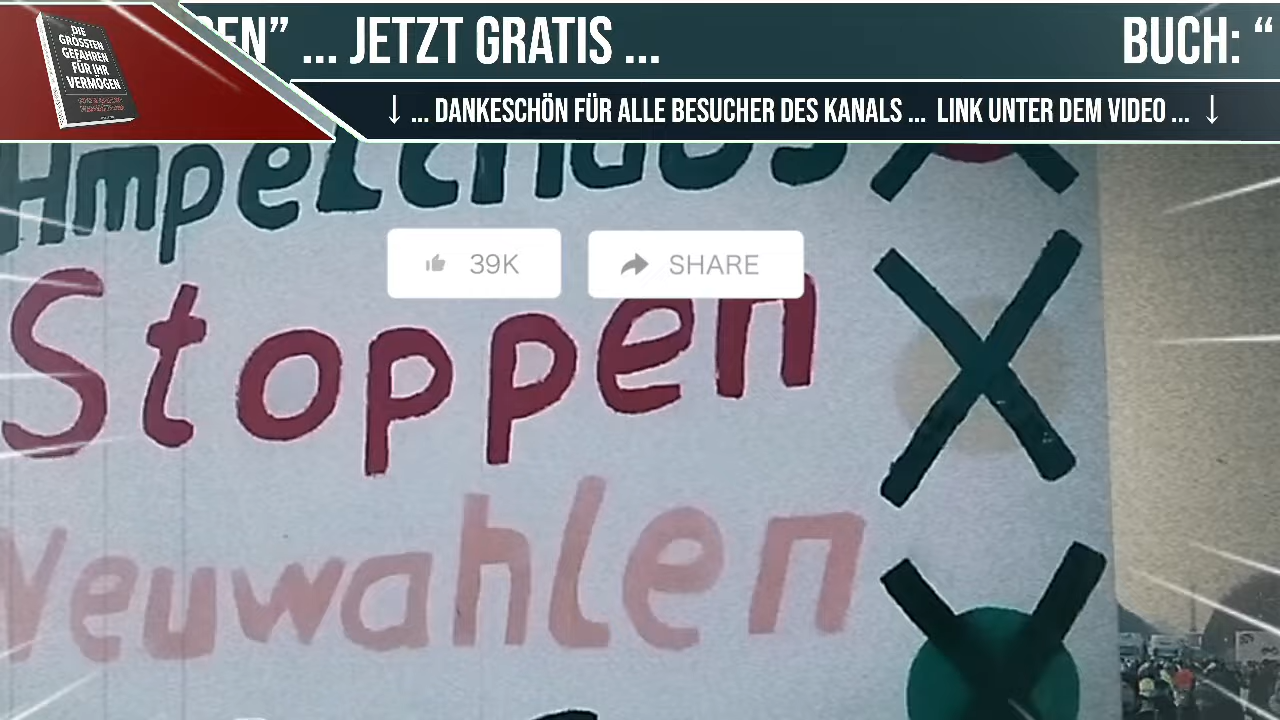 DIE
GRÖSSTEN
GEFAHREN
FÜR IHR
VERMÖGEN
EN” ... JETZT GRATIS ...
BUCH: “
↓ ... DANKESCHÖN FÜR ALLE BESUCHER DES KANALS ... LINK UNTER DEM VIDEO ... ↓
Ampelchaos
39K
SHARE
Stoppen
Neuwahlen